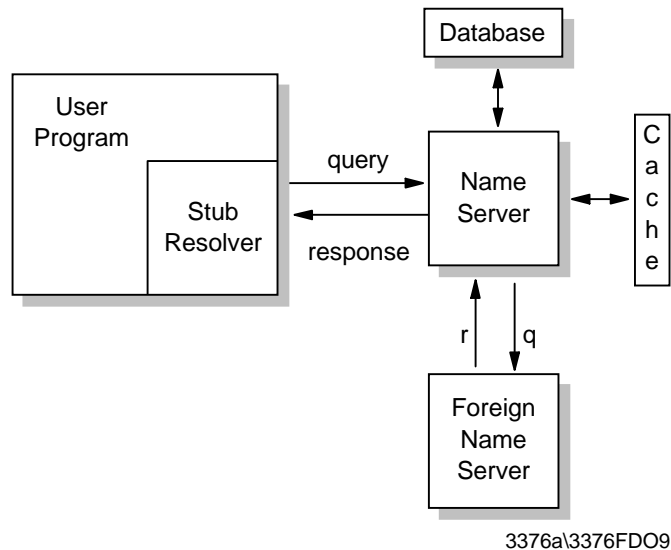 Database
User
Program
Stub
Resolver
query
response
Name
Server
C
a
c
h
e
r
q
Foreign
Name
Server
3376a\3376FDO9